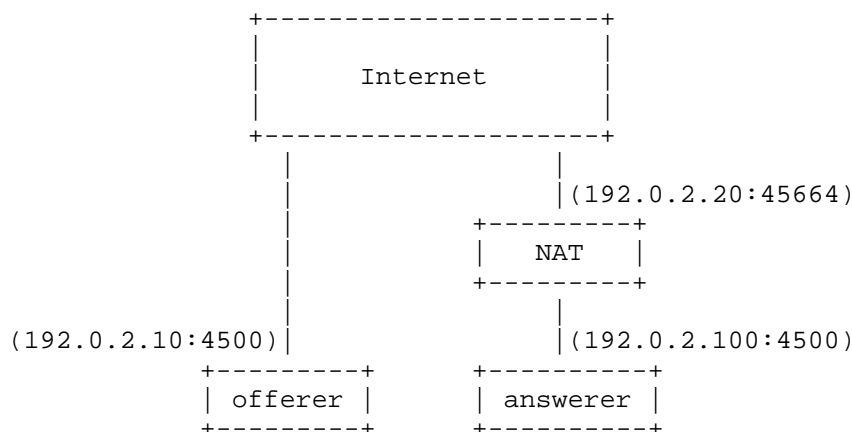 Internet
(192.0.2.20:45664)
NAT
(192.0.2.10:4500) (192.0.2.100:4500)
offerer answerer